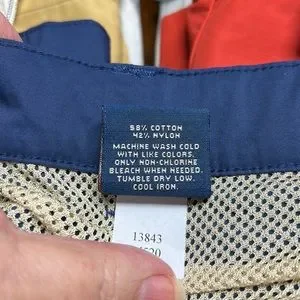 58% COTTON
42% NYLON
MACHINE WASH COLD
WITH LIKE COLORS,
ONLY NON-CHLORINE
BLEACH WHEN NEEDED.
TUMBLE DRY LOW.
COOL IRON.
13843